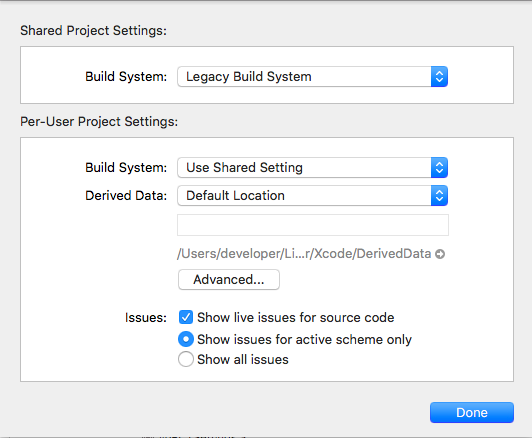 Shared Project Settings:
Build System: Legacy Build System
Per-User Project Settings:
Build System: Use Shared Setting
Derived Data: Default Location
/Users/developer/Li...r/Xcode/DerivedData
Advanced...
Issues: Show live issues for source code
Show issues for active scheme only
Show all issues
Done